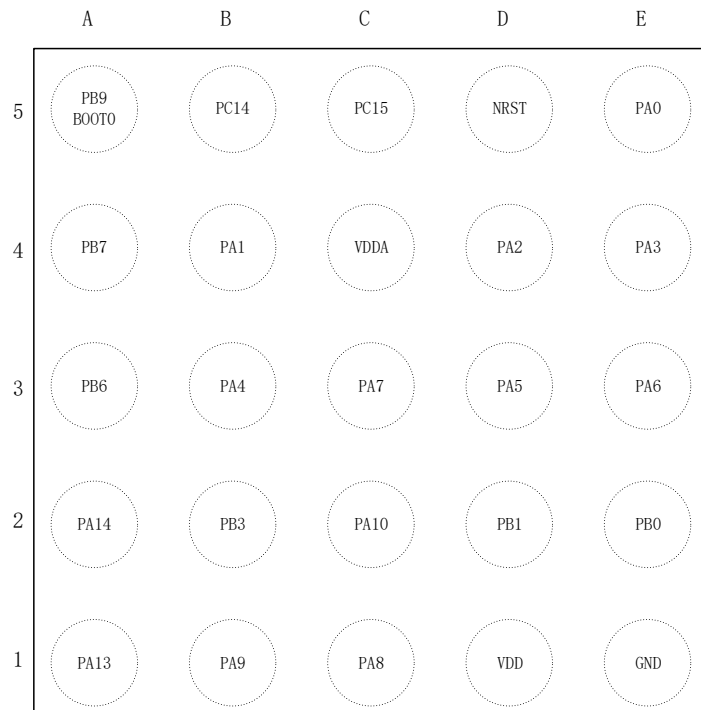 A B C D E
5 PB9 BOOT0 PC14 PC15 NRST PA0
4 PB7 PA1 VDDA PA2 PA3
3 PB6 PA4 PA7 PA5 PA6
2 PA14 PB3 PA10 PB1 PB0
1 PA13 PA9 PA8 VDD GND